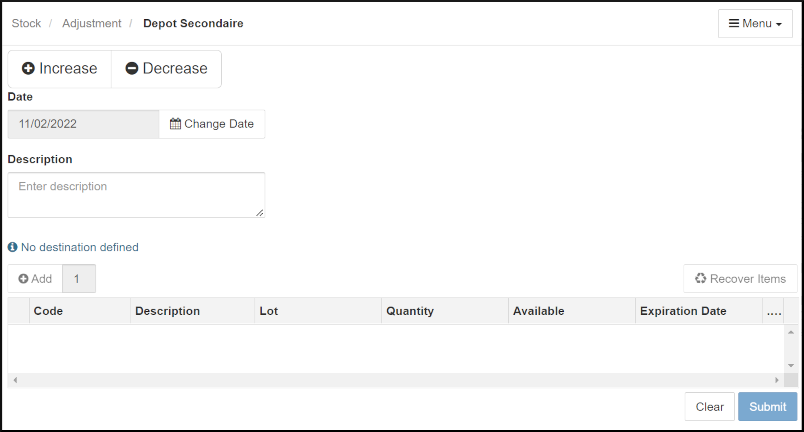 Stock / Adjustment / Depot Secondaire
Menu
Increase Decrease
Date
11/02/2022 Change Date
Description
Enter description
No destination defined
Add 1 Recover Items
Code Description Lot Quantity Available Expiration Date ....
Clear Submit